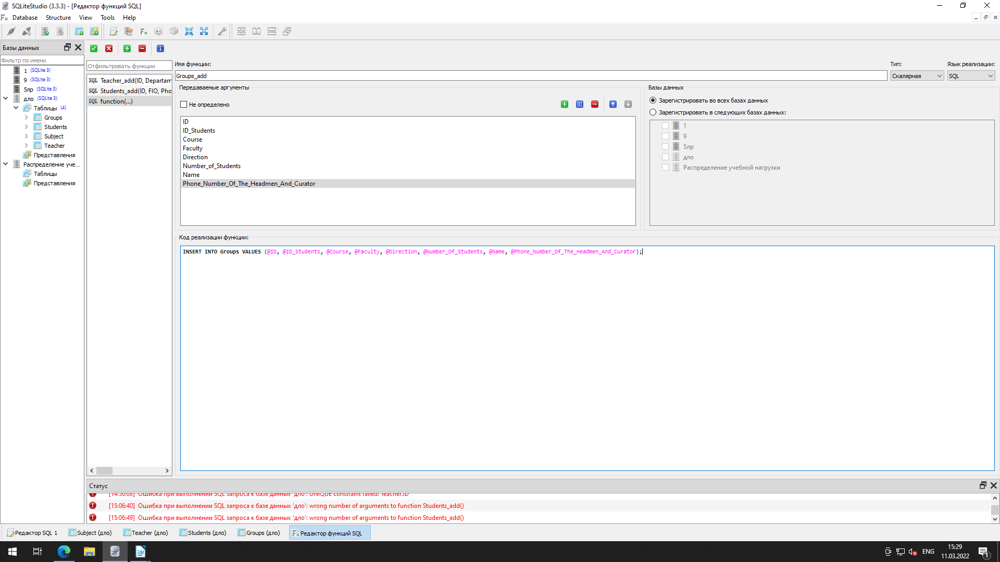 SQLiteStudio (3.3.3) - [Редактор функций SQL]
Database Structure View Tools Help
Базы данных
Фильтр по имени
1 (SQLite 3)
9 (SQLite 3)
5лр (SQLite 3)
дло (SQLite 3)
Таблицы (4)
Groups
Students
Subject
Teacher
Представления
Распределение уче...
Таблицы
Представления
Отфильтровать функции
SQL Teacher_add(ID, Departam
SQL Students_add(ID, FIO, Pho
SQL function(...)
Имя функции:
Groups_add
Тип:
Скалярная
Язык реализации:
SQL
Передаваемые аргументы
Не определено
ID
ID_Students
Course
Faculty
Direction
Number_of_Students
Name
Phone_Number_Of_The_Headmen_And_Curator
Базы данных
Зарегистрировать во всех базах данных
Зарегистрировать в следующих базах данных:
1
9
5лр
дло
Распределение учебной нагрузки
Код реализации функции:
INSERT INTO Groups VALUES (@ID, @ID_Students, @Course, @Faculty, @Direction, @Number_Of_Students, @Name, @Phone_Number_Of_The_Headmen_And_Curator);
Статус
[14:56:08] Ошибка при выполнении SQL запроса к базе данных 'дло': UNIQUE constraint failed: Teacher.ID
[15:06:40] Ошибка при выполнении SQL запроса к базе данных 'дло': wrong number of arguments to function Students_add()
[15:06:49] Ошибка при выполнении SQL запроса к базе данных 'дло': wrong number of arguments to function Students_add()
Редактор SQL 1 Subject (дло) Teacher (дло) Students (дло) Groups (дло) Редактор функций SQL
ENG
15:29
11.03.2022
1